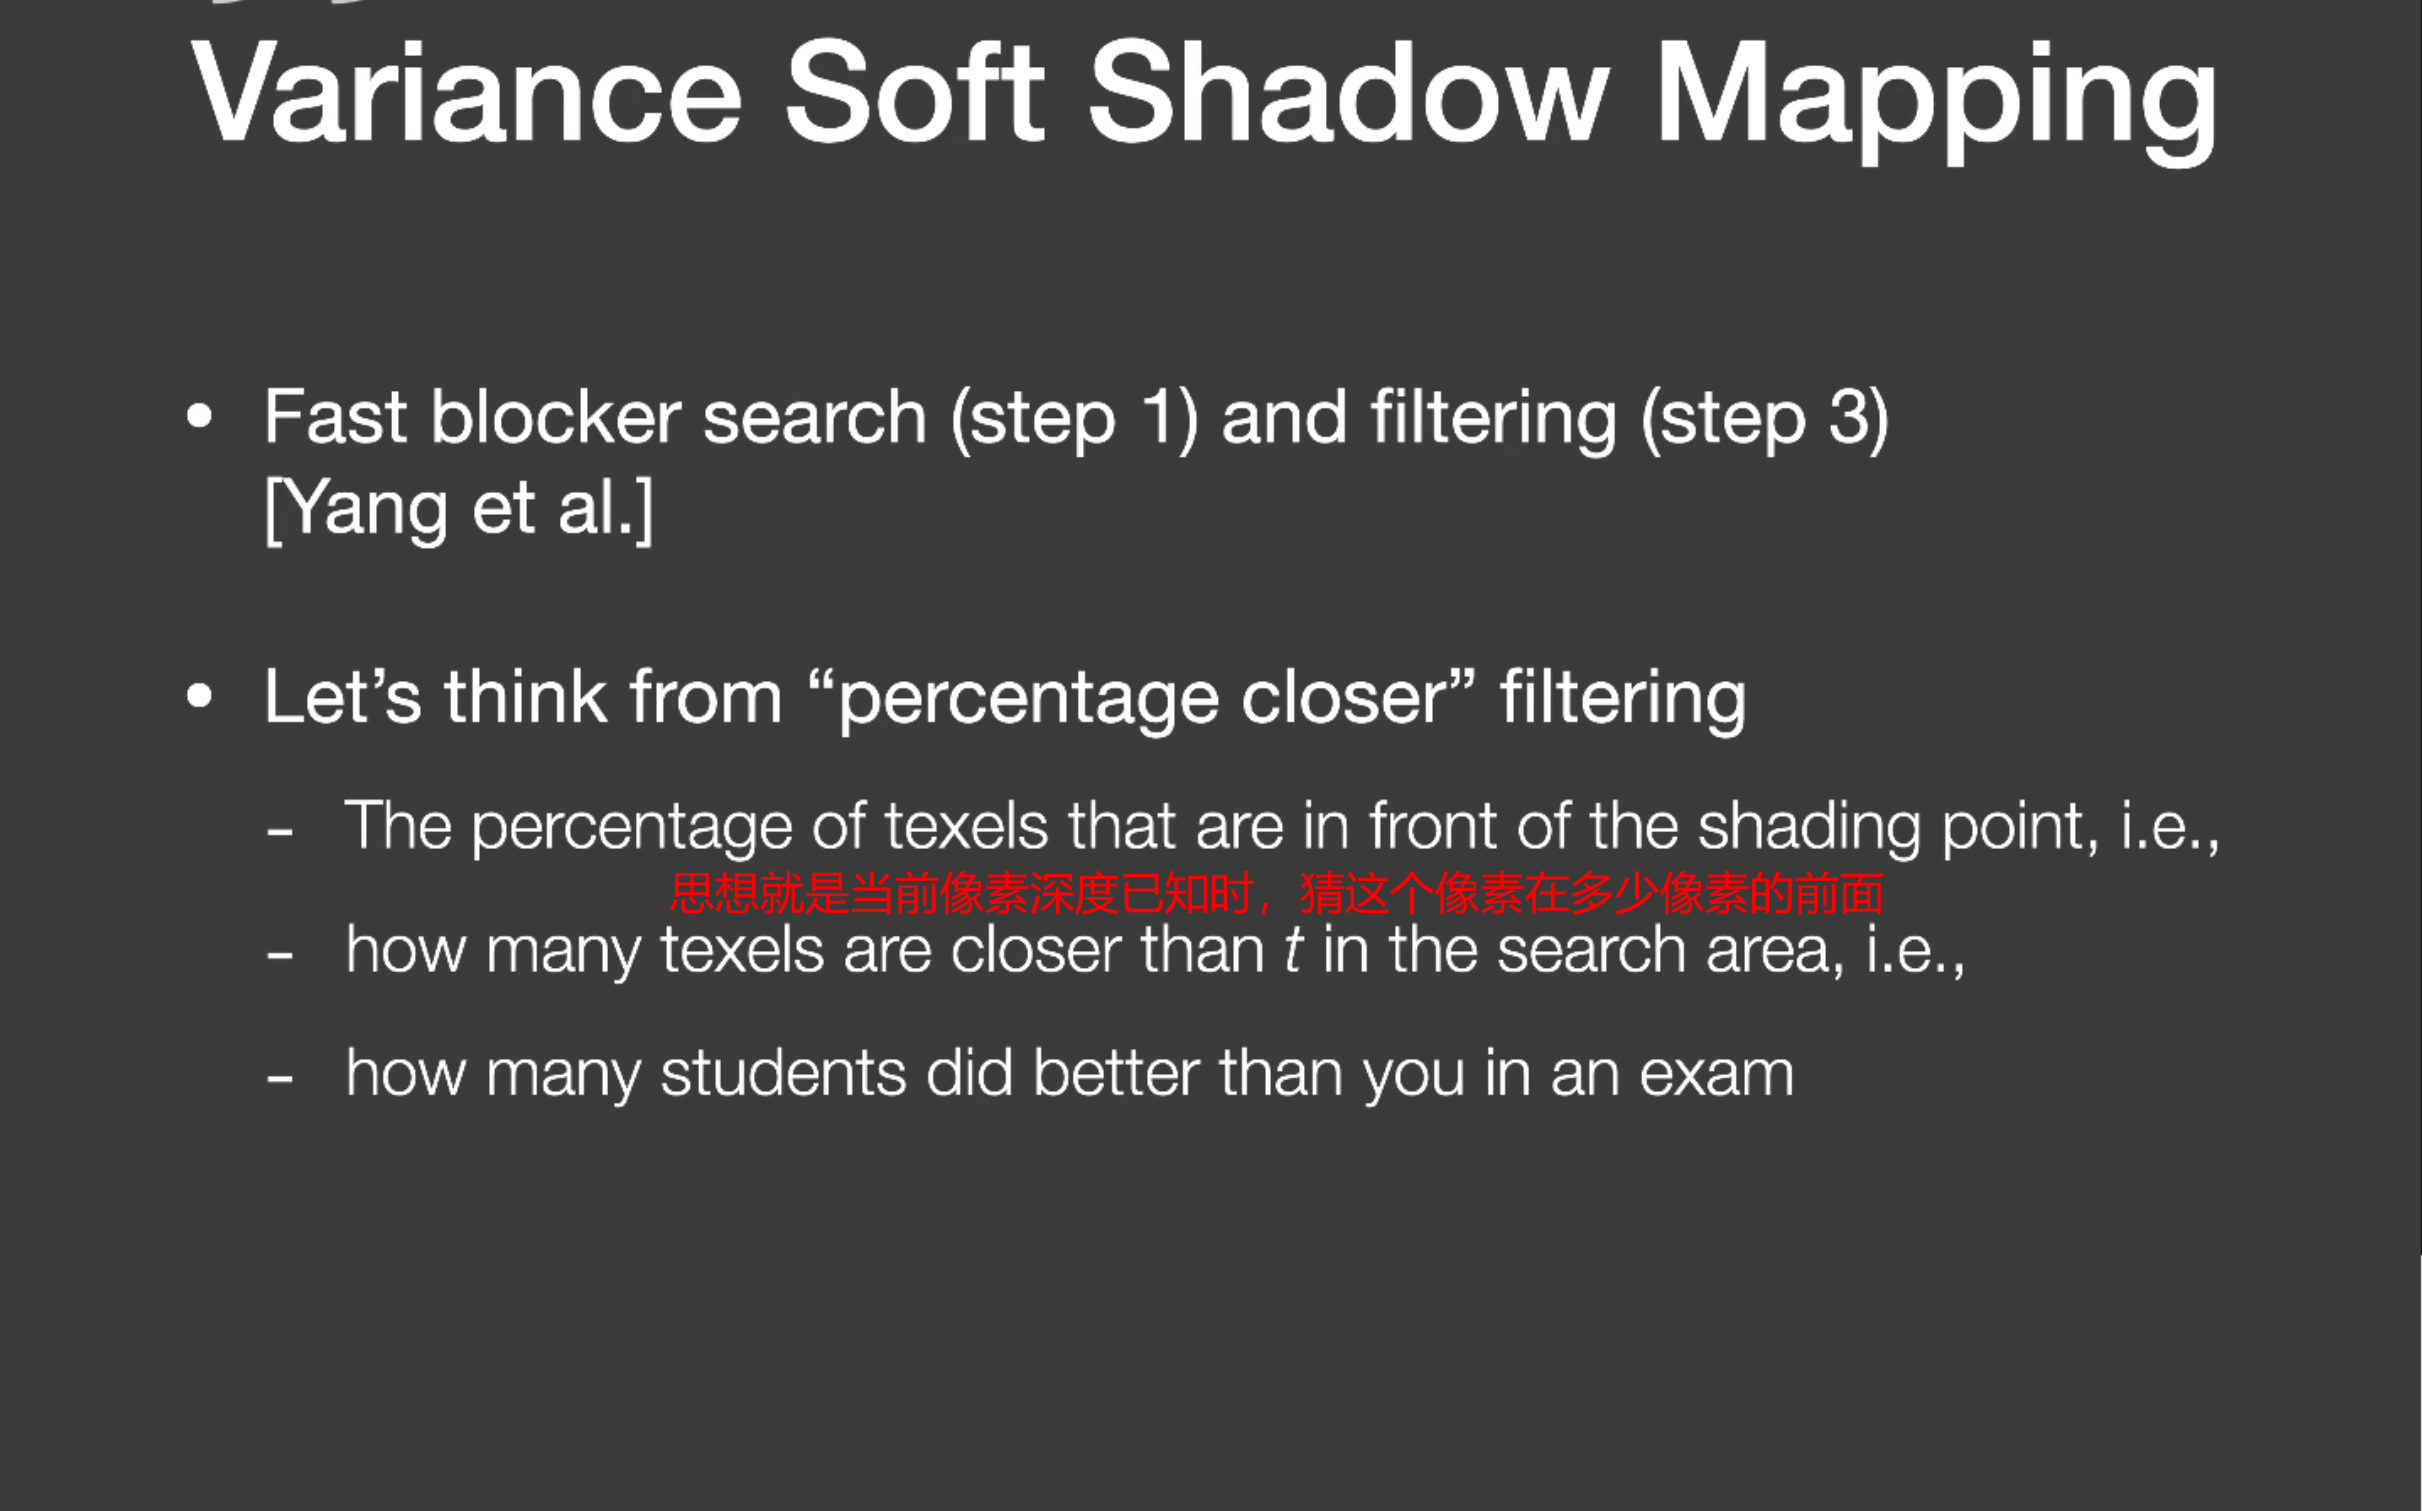 Variance Soft Shadow Mapping
• Fast blocker search (step 1) and filtering (step 3)
[Yang et al.]
• Let’s think from “percentage closer” filtering
- The percentage of texels that are in front of the shading point, i.e.,
思想就是当前像素深度已知时，猜这个像素在多少像素的前面
- how many texels are closer than t in the search area, i.e.,
- how many students did better than you in an exam